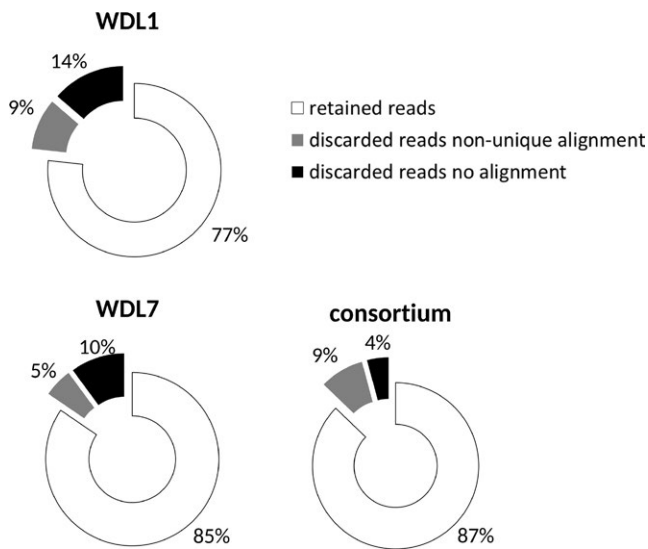 WDL1
14%
9%
77%
retained reads
discarded reads non-unique alignment
discarded reads no alignment
WDL7
10%
5%
85%
consortium
4%
9%
87%